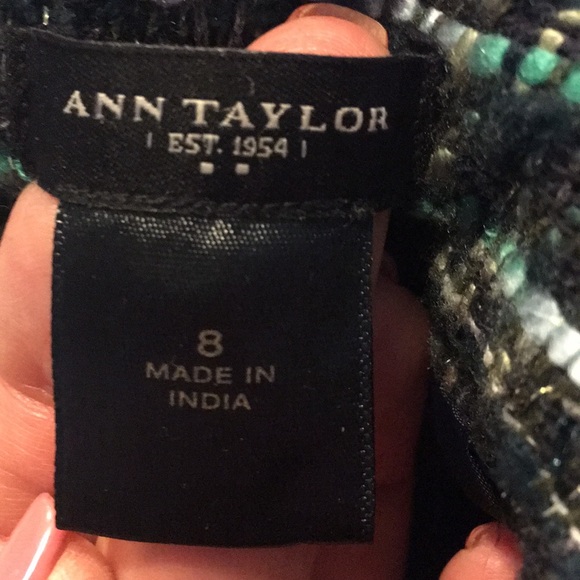 ANN TAYLOR
| EST. 1954 |
8
MADE IN
INDIA